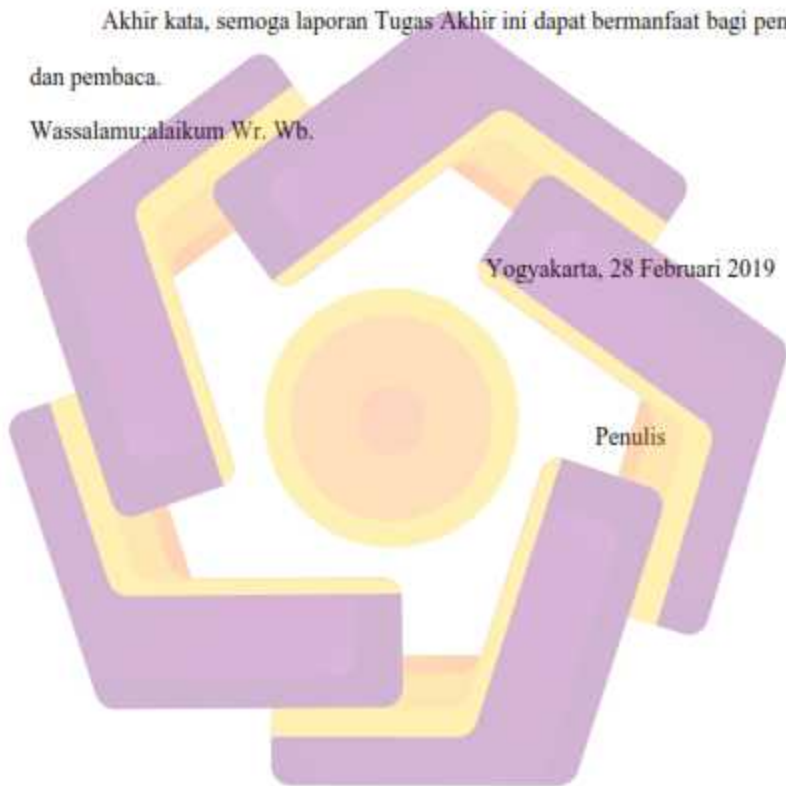 Akhir kata, semoga laporan Tugas Akhir ini dapat bermanfaat bagi pen
dan pembaca.
Wassalamu;alaikum Wr. Wb.
Yogyakarta, 28 Februari 2019
Penulis